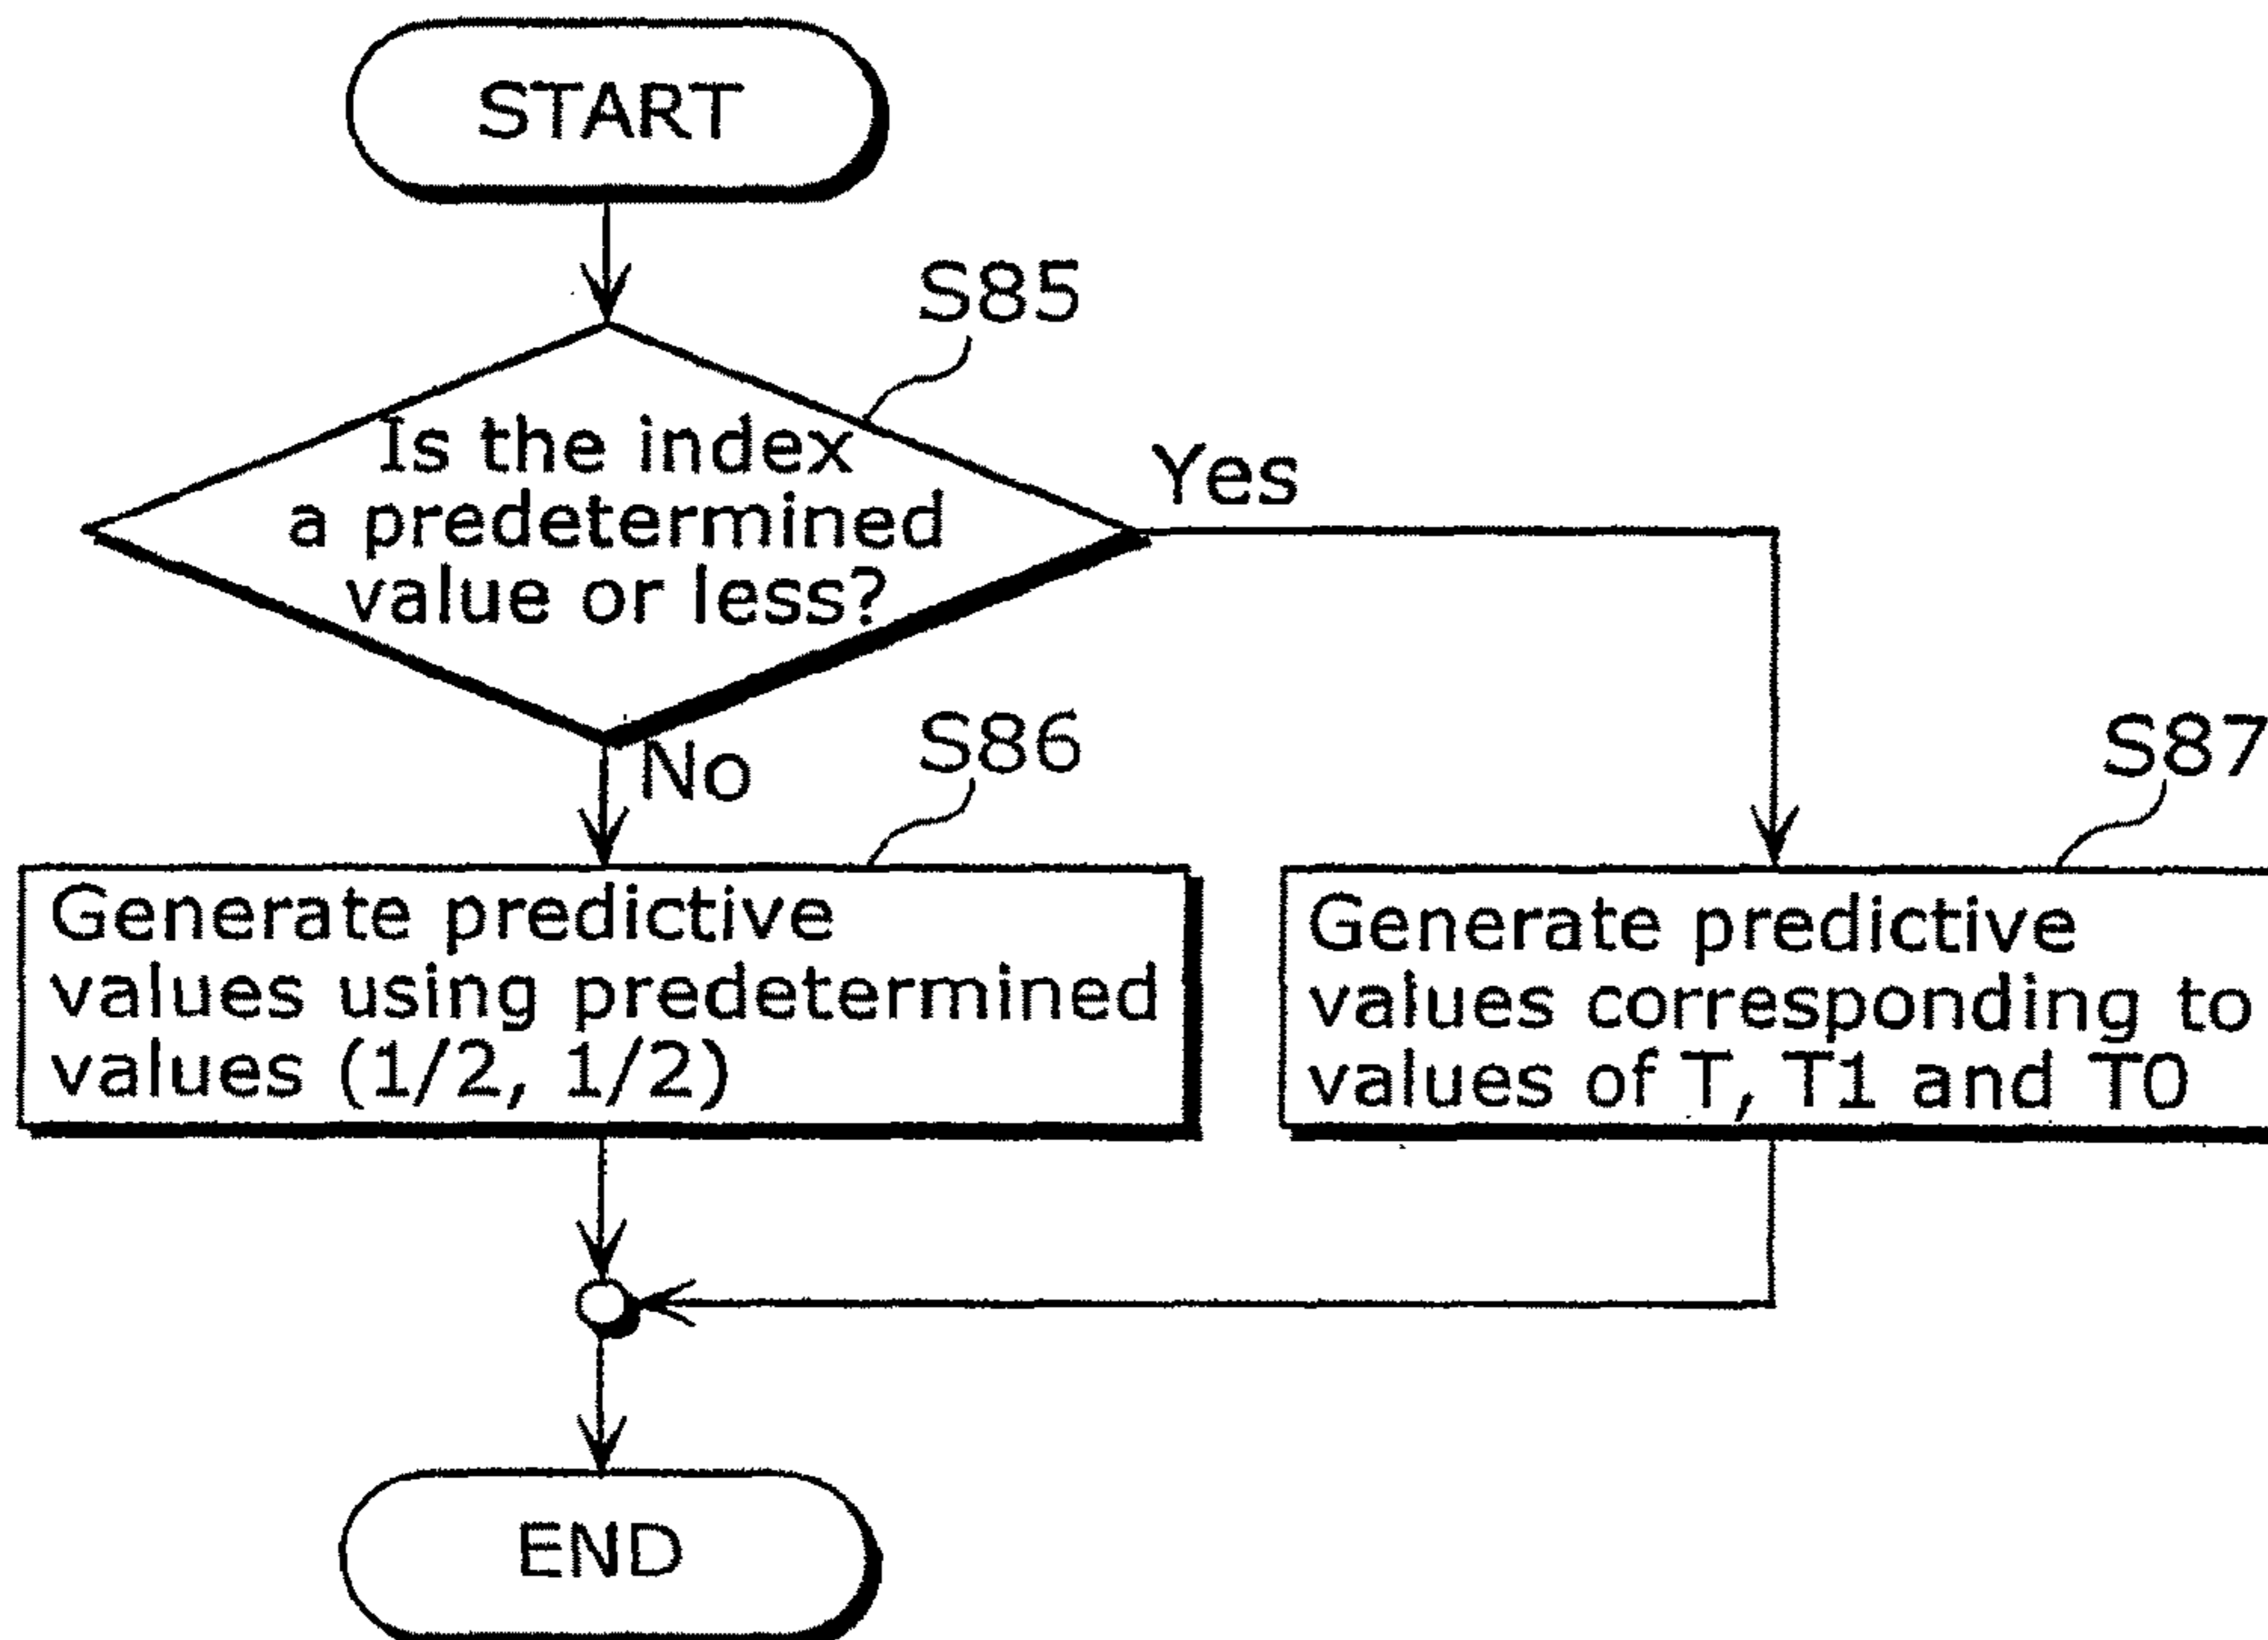 START
S85
Is the index
a predetermined
value or less?
Yes
No
S86
S87
Generate predictive
values using predetermined
values (1/2, 1/2)
Generate predictive
values corresponding to
values of T, T1 and T0
END